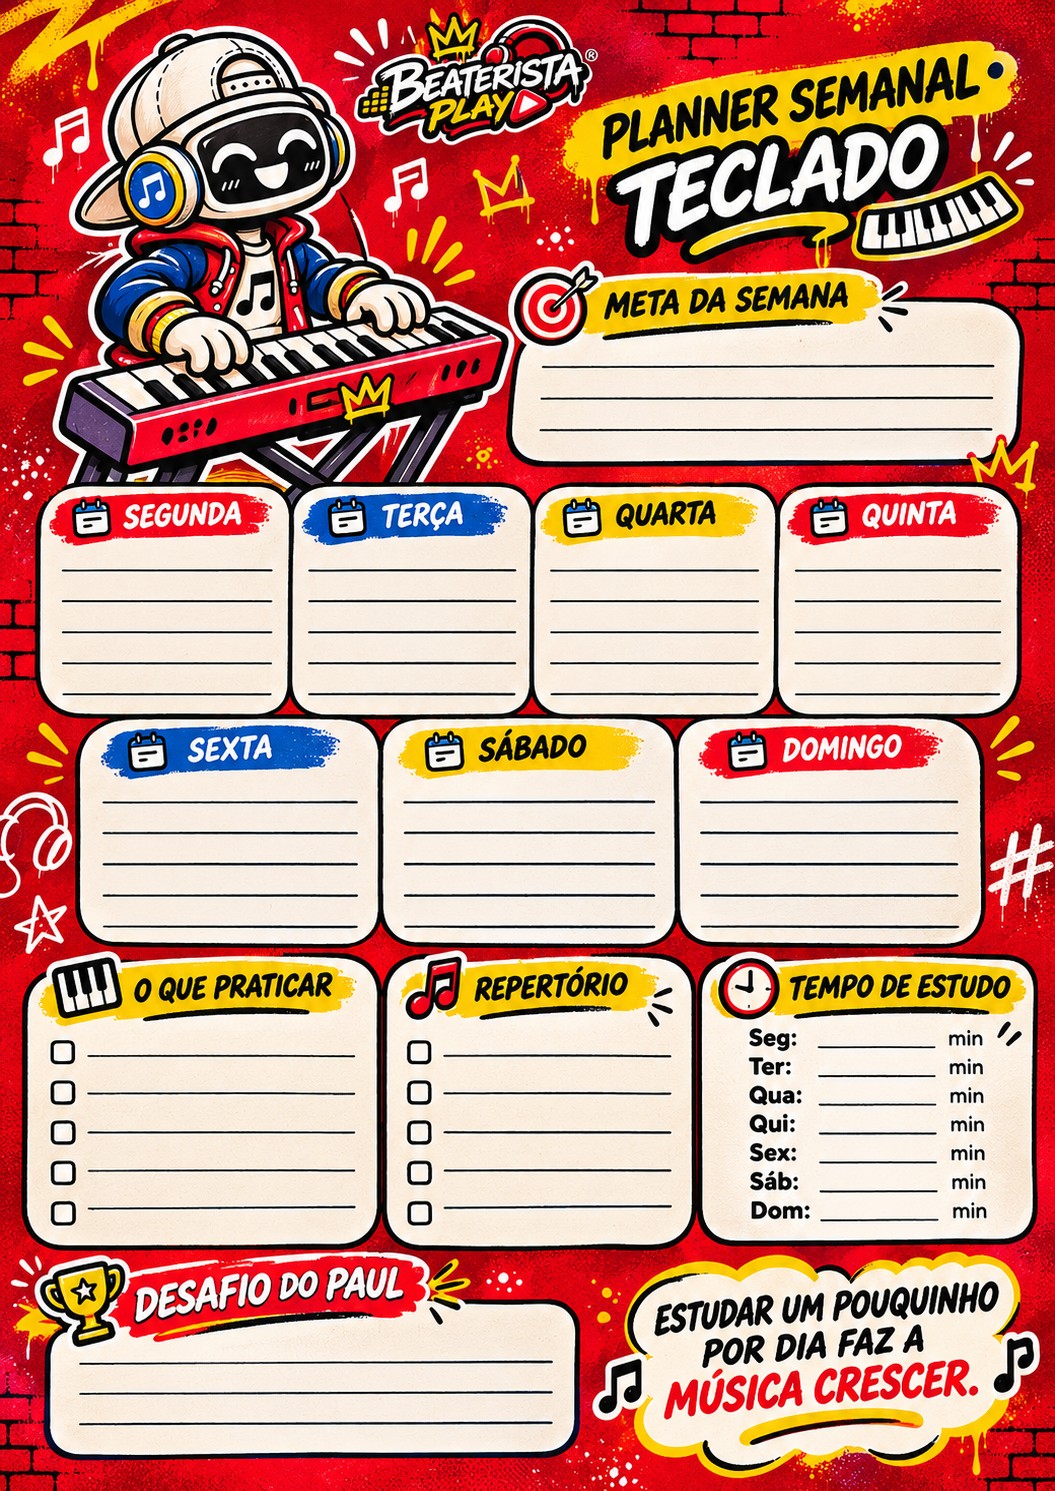 BEATERISTA
PLAY
®
PLANNER SEMANAL
TECLADO
META DA SEMANA
SEGUNDA
TERÇA
QUARTA
QUINTA
SEXTA
SÁBADO
DOMINGO
#
O QUE PRATICAR
REPERTÓRIO
TEMPO DE ESTUDO
Seg: min
Ter: min
Qua: min
Qui: min
Sex: min
Sáb: min
Dom: min
DESAFIO DO PAUL
ESTUDAR UM POUQUINHO
POR DIA FAZ A
MÚSICA CRESCER.